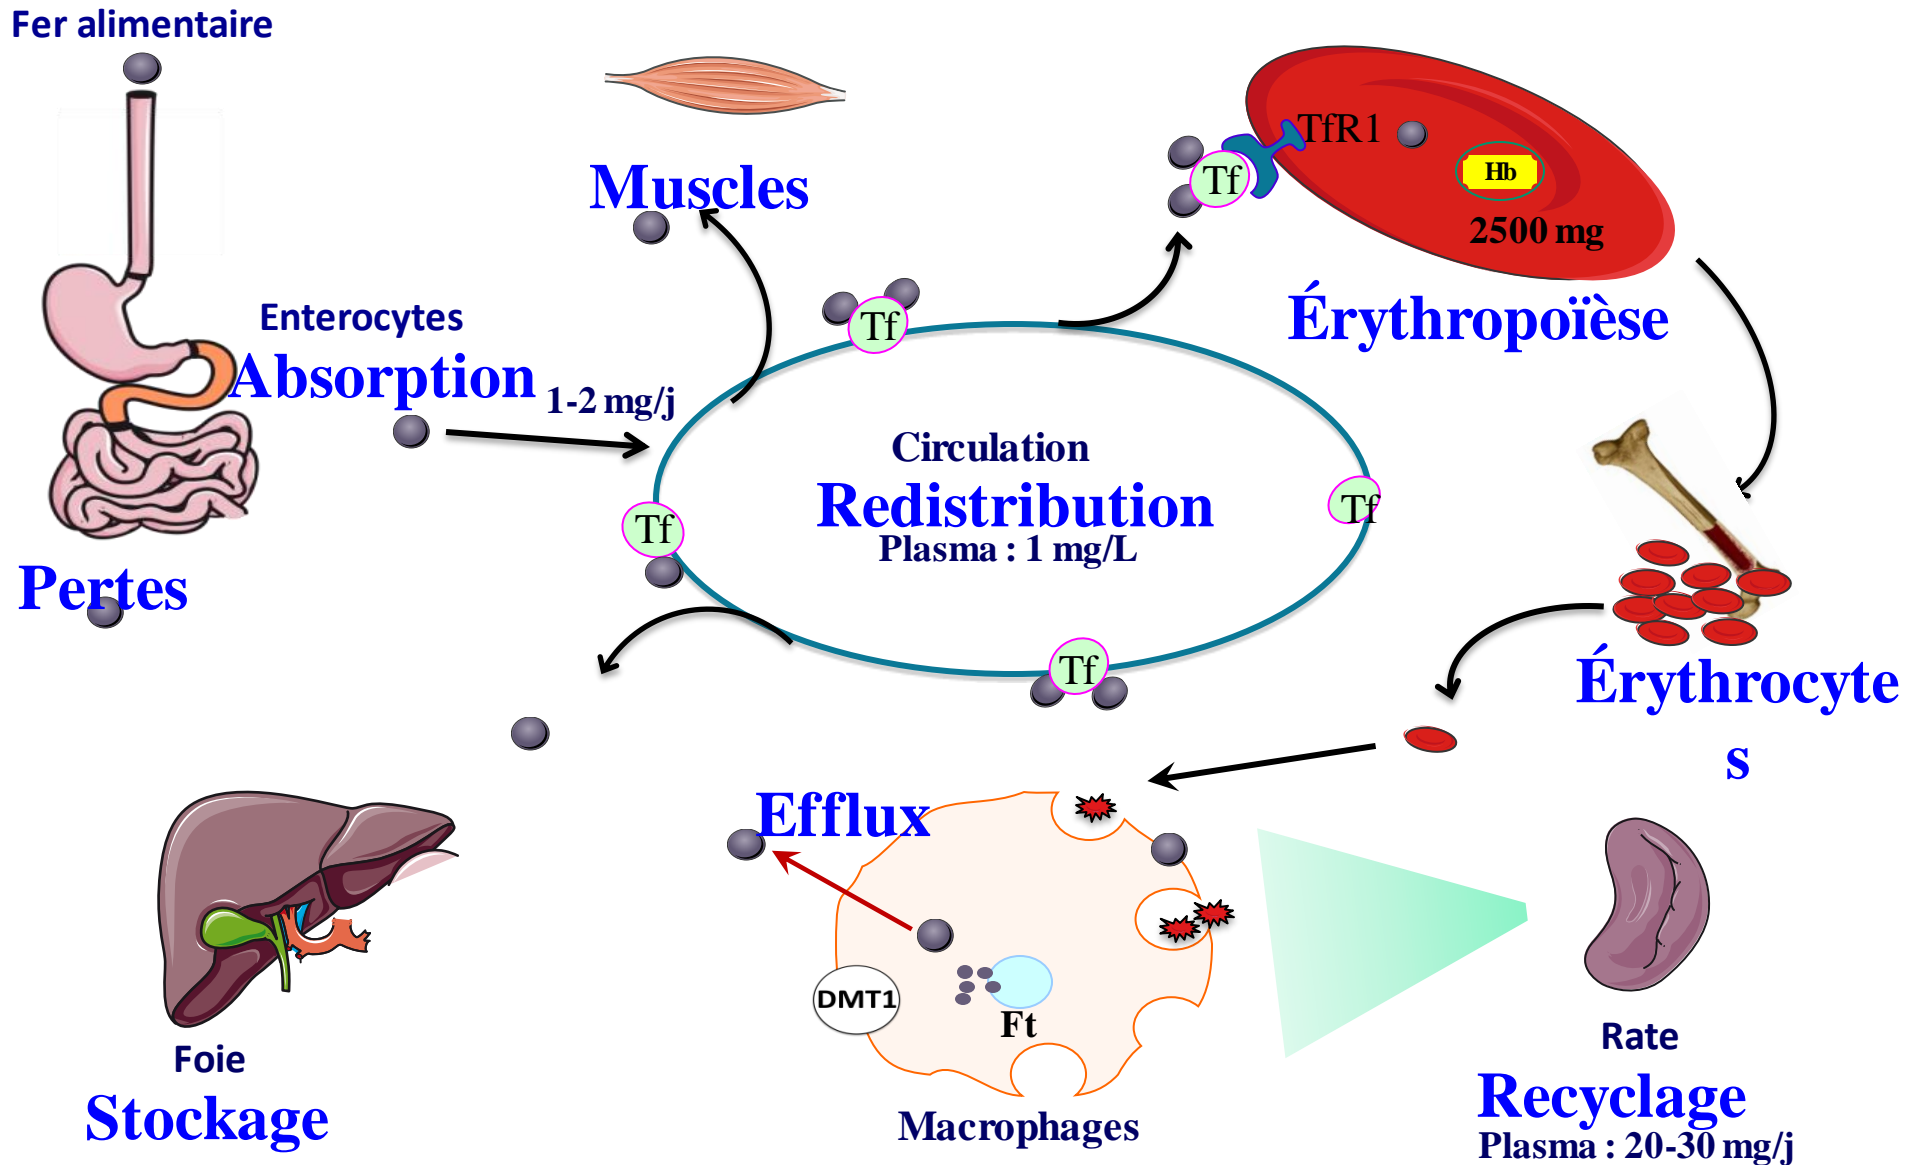 Fer alimentaire
Muscles
TfR1
Tf
Hb
2500 mg
Érythropoïèse
Enterocytes
Absorption
1-2 mg/j
Tf
Circulation
Redistribution
Plasma : 1 mg/L
Tf
Tf
Pertes
Tf
Érythrocyte
s
Efflux
DMT1
Ft
Macrophages
Foie
Stockage
Rate
Recyclage
Plasma : 20-30 mg/j